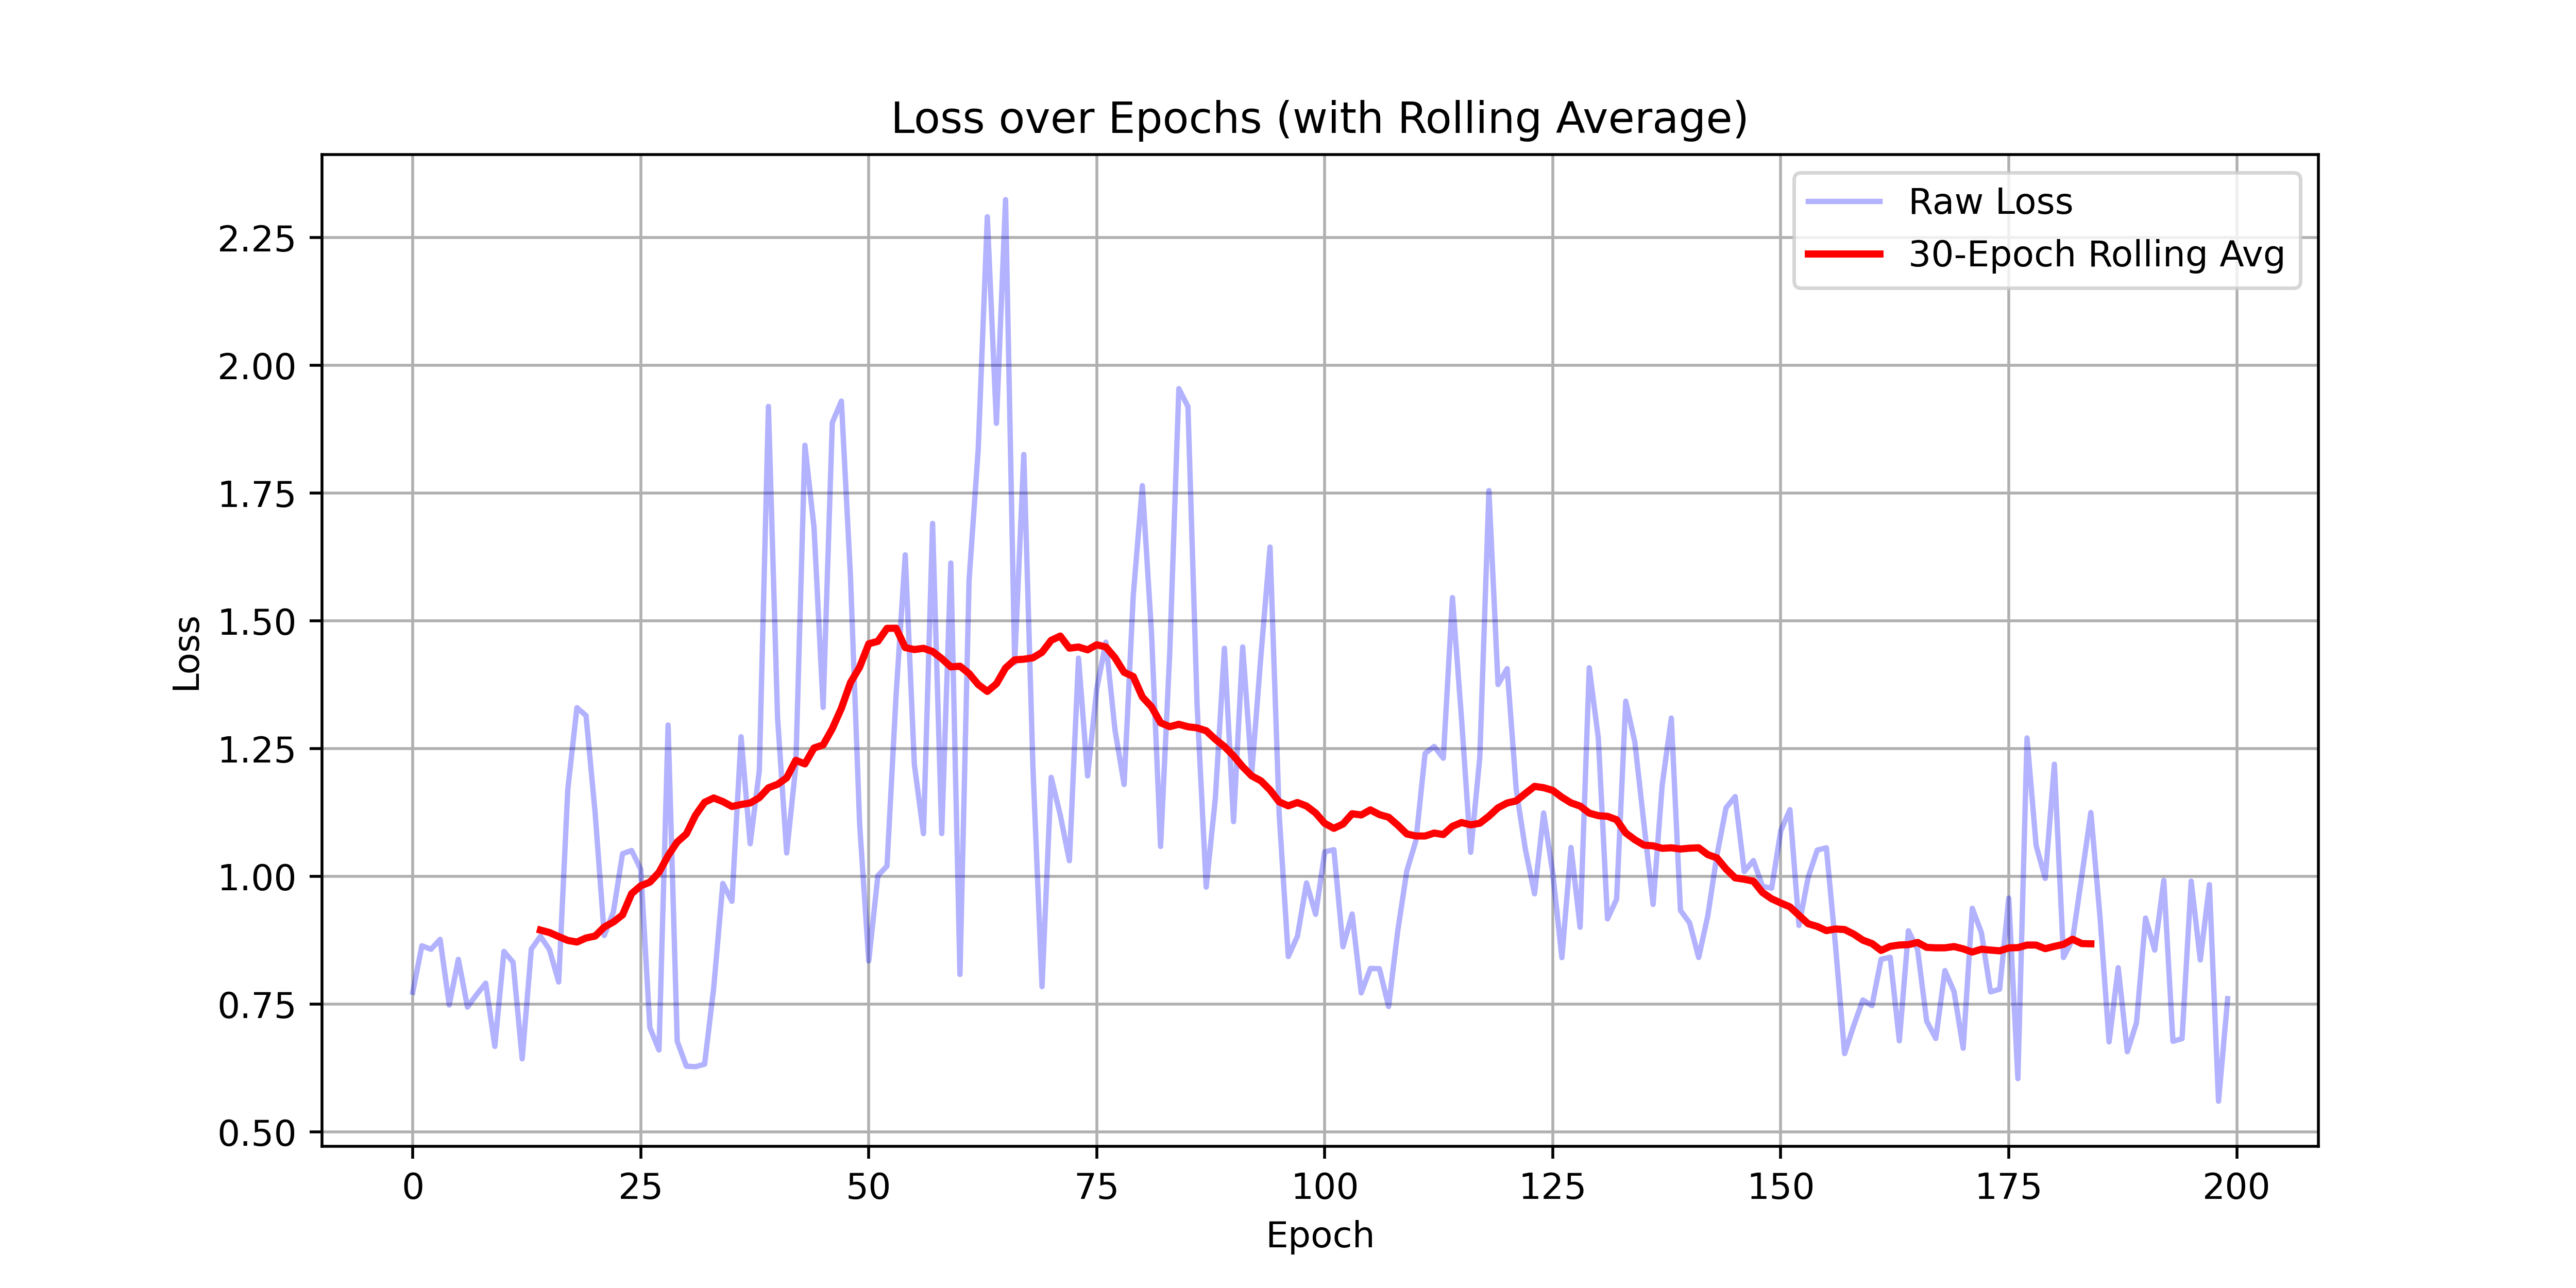 Loss over Epochs (with Rolling Average)
Raw Loss
30-Epoch Rolling Avg
2.25
2.00
1.75
1.50
1.25
1.00
0.75
0.50
Loss
0 25 50 75 100 125 150 175 200
Epoch